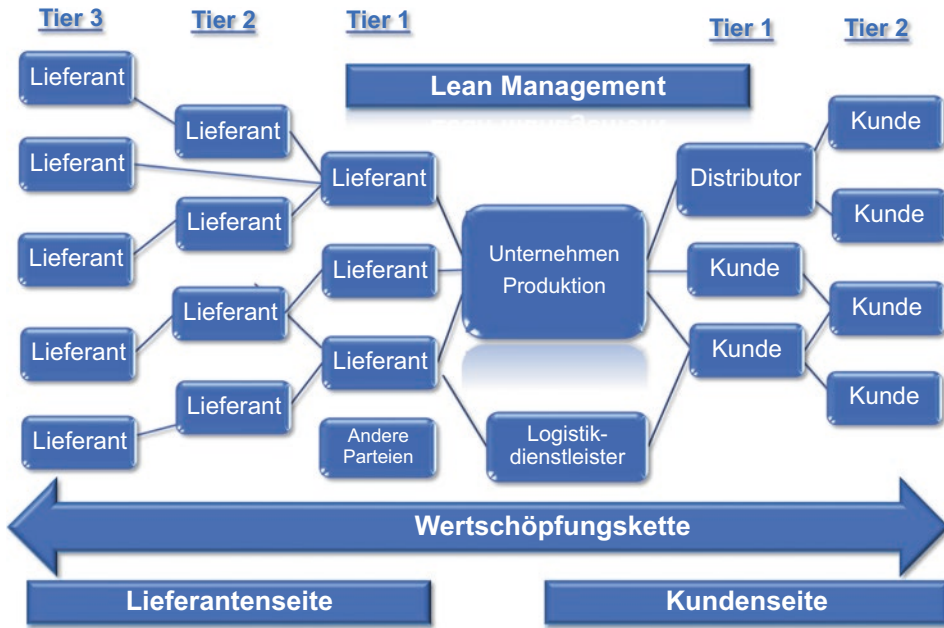 Tier 3
Tier 2
Tier 1
Tier 1
Tier 2
Lean Management
Lieferant
Lieferant
Lieferant
Lieferant
Lieferant
Lieferant
Lieferant
Lieferant
Lieferant
Lieferant
Lieferant
Lieferant
Andere
Parteien
Unternehmen
Produktion
Logistik-
dienstleister
Distributor
Kunde
Kunde
Kunde
Kunde
Kunde
Kunde
Wertschöpfungskette
Lieferantenseite
Kundenseite